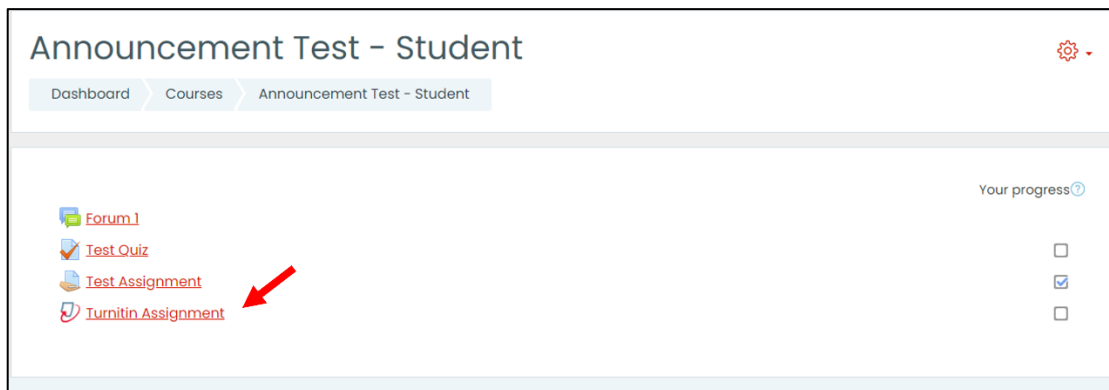 Announcement Test - Student
Dashboard Courses Announcement Test - Student
Your progress
Forum 1
Test Quiz
Test Assignment
Turnitin Assignment